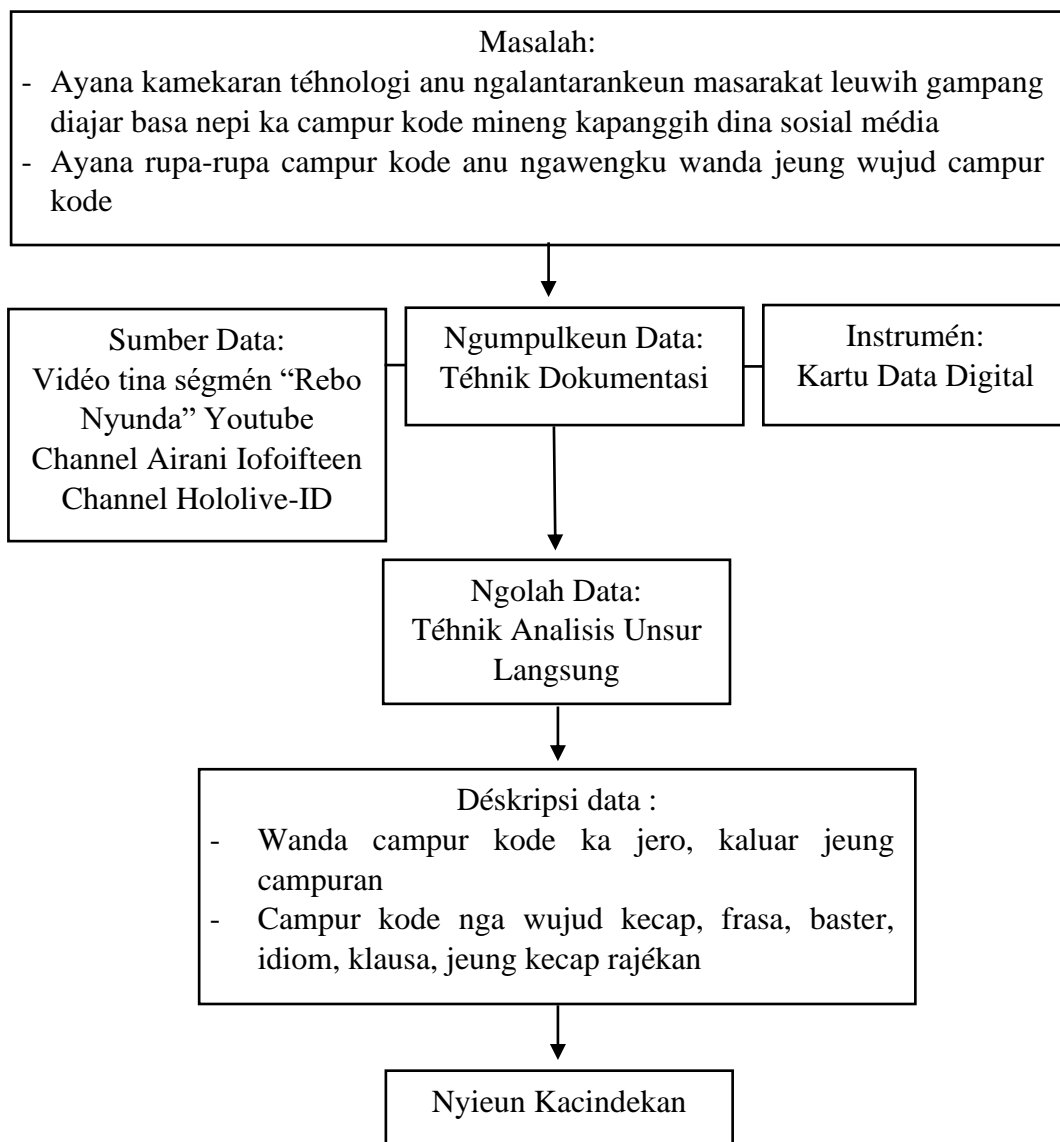 Masalah:
- Ayana kamekaran téhnologi anu ngalantarankeun masarakat leuwih gampang
diajar basa nepi ka campur kode mineng kapanggih dina sosial média
- Ayana rupa-rupa campur kode anu ngawengku wanda jeung wujud campur
kode
Sumber Data:
Vidéo tina ségmén “Rebo
Nyunda” Youtube
Channel Airani Iofoifteen
Channel Hololive-ID
Ngumpulkeun Data:
Téhnik Dokumentasi
Instrumén:
Kartu Data Digital
Ngolah Data:
Téhnik Analisis Unsur
Langsung
Déskripsi data :
- Wanda campur kode ka jero, kaluar jeung
campuran
- Campur kode nga wujud kecap, frasa, baster,
idiom, klausa, jeung kecap rajékan
Nyieun Kacindekan